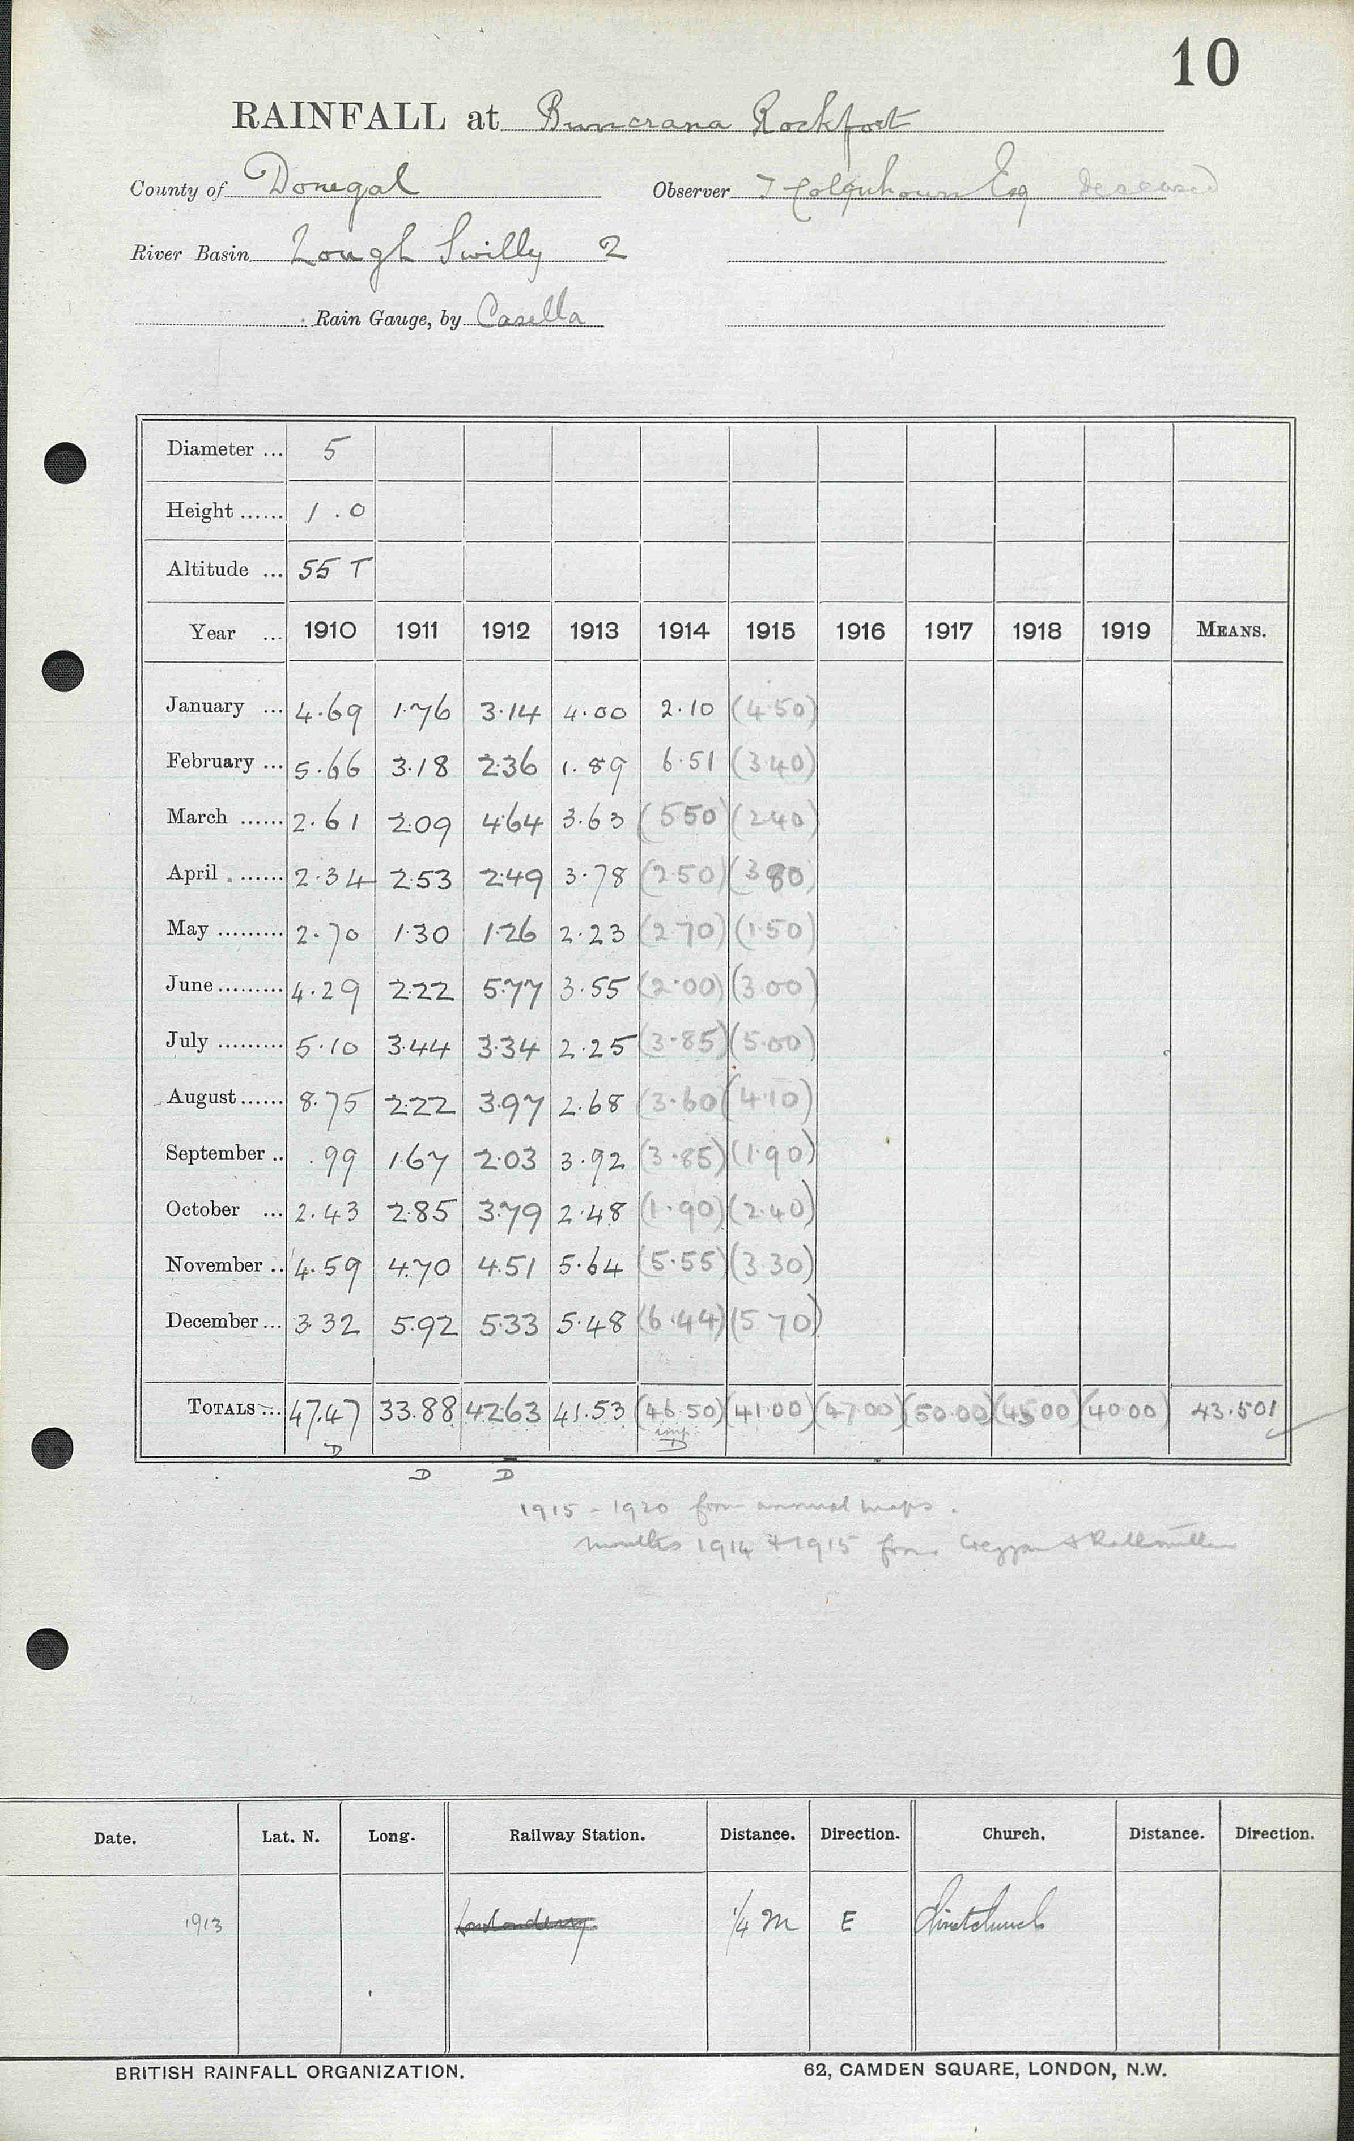 10
RAINFALL at Buncrana Rockfort
County of Donegal Observer J Colquhoun Esq deceased
River Basin Lough Swilly 2
Rain Gauge, by Casella
Diameter ... 5
Height ...... 1.0
Altitude ... 55 T
Year ... 1910 1911 1912 1913 1914 1915 1916 1917 1918 1919 MEANS.
January ... 4.69 1.76 3.14 4.00 2.10 (4.50)
February ... 5.66 3.18 2.36 1.89 6.51 (3.40)
March ...... 2.61 2.09 4.64 3.63 (5.50) (2.40)
April ....... 2.34 2.53 2.49 3.78 (2.50) (3.80)
May ......... 2.70 1.30 1.26 2.23 (2.70) (1.50)
June ......... 4.29 2.22 5.77 3.55 (2.00) (3.00)
July ......... 5.10 3.44 3.34 2.25 (3.85) (5.00)
August ...... 8.75 2.22 3.97 2.68 (3.60) (4.10)
September .. .99 1.67 2.03 3.92 (3.85) (1.90)
October ... 2.43 2.85 3.79 2.48 (1.90) (2.40)
November .. 4.59 4.70 4.51 5.64 (5.55) (3.30)
December ... 3.32 5.92 5.33 5.48 (6.44) (5.70)
TOTALS ... 47.47 33.88 42.63 41.53 (46.50) (41.00) (47.00) (50.00) (45.00) (40.00) 43.501
D D
D D
1915 - 1920 from annual maps.
months 1914 & 1915 from Creggan & Rathmullen
Date. Lat. N. Long. Railway Station. Distance. Direction. Church. Distance. Direction.
1913 Londonderry 1/4 m E Christchurch
BRITISH RAINFALL ORGANIZATION. 62, CAMDEN SQUARE, LONDON, N.W.